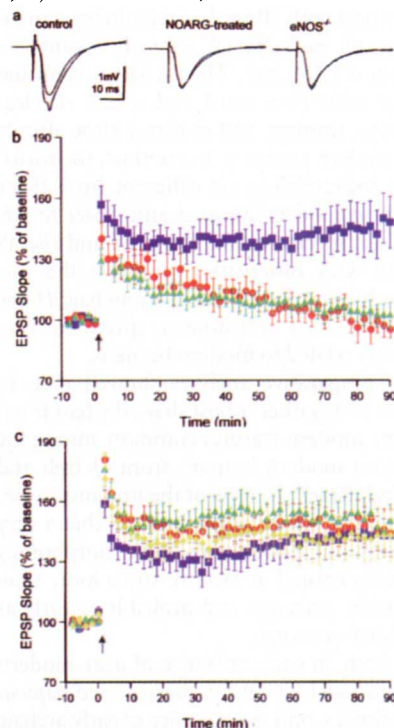 a
control
NOARG-treated
eNOS-/-
1mV
10 ms
b
EPSP Slope (% of baseline)
190
160
130
100
70
-10 0 10 20 30 40 50 60 70 80 90
Time (min)
c
EPSP Slope (% of baseline)
190
160
130
100
70
-10 0 10 20 30 40 50 60 70 80 90
Time (min)